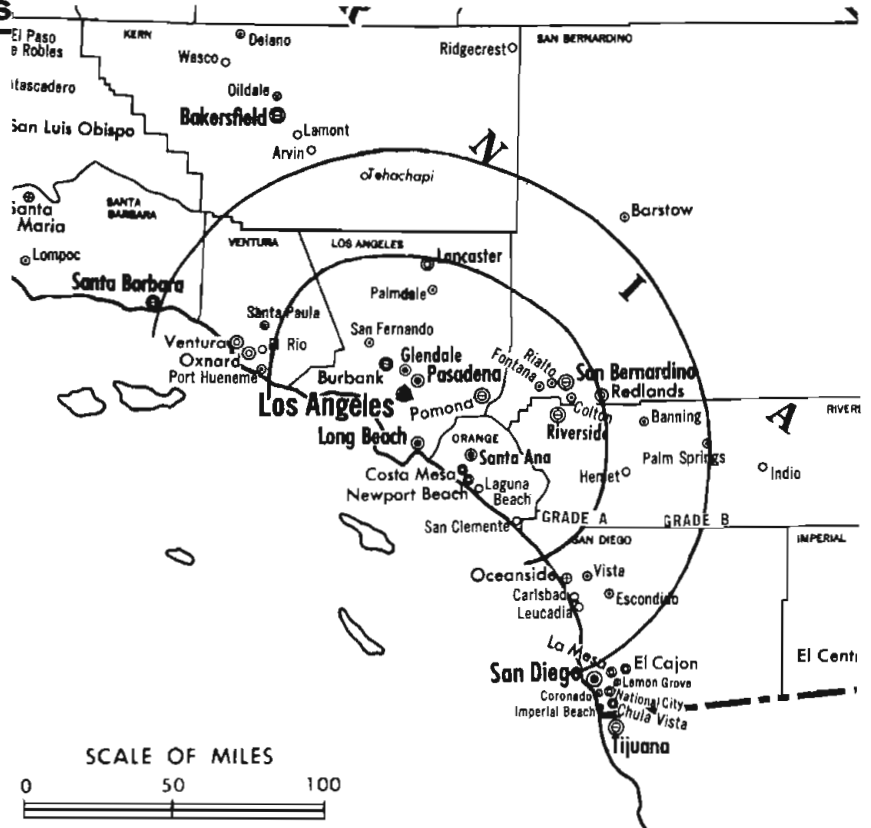 S
El Paso
e Robles
KERN
Delano
Wasco
Ridgecrest
SAN BERNARDINO
tascadero
Oildale
Bakersfield
San Luis Obispo
Lamont
Arvin
N
Tehachapi
Santa
Maria
SANTA
BARBARA
Barstow
VENTURA
LOS ANGELES
Lompoc
Lancaster
Santa Barbara
Palmdale
I
Santa Paula
San Fernando
Ventura
El Rio
Oxnard
Port Hueneme
Glendale
Burbank
Pasadena
Rialto
Fontana
San Bernardino
Redlands
Los Angeles
Pomona
Colton
Banning
A
RIVERS
Riverside
Long Beach
ORANGE
Santa Ana
Palm Springs
Costa Mesa
Hemet
Indio
Newport Beach
Laguna
Beach
San Clemente
GRADE A
GRADE B
SAN DIEGO
IMPERIAL
Oceanside
Vista
Carlsbad
Leucadia
Escondido
La Mesa
El Cajon
El Cent
San Diego
Lemon Grove
Coronado
National City
Imperial Beach
Chula Vista
Tijuana
SCALE OF MILES
0 50 100